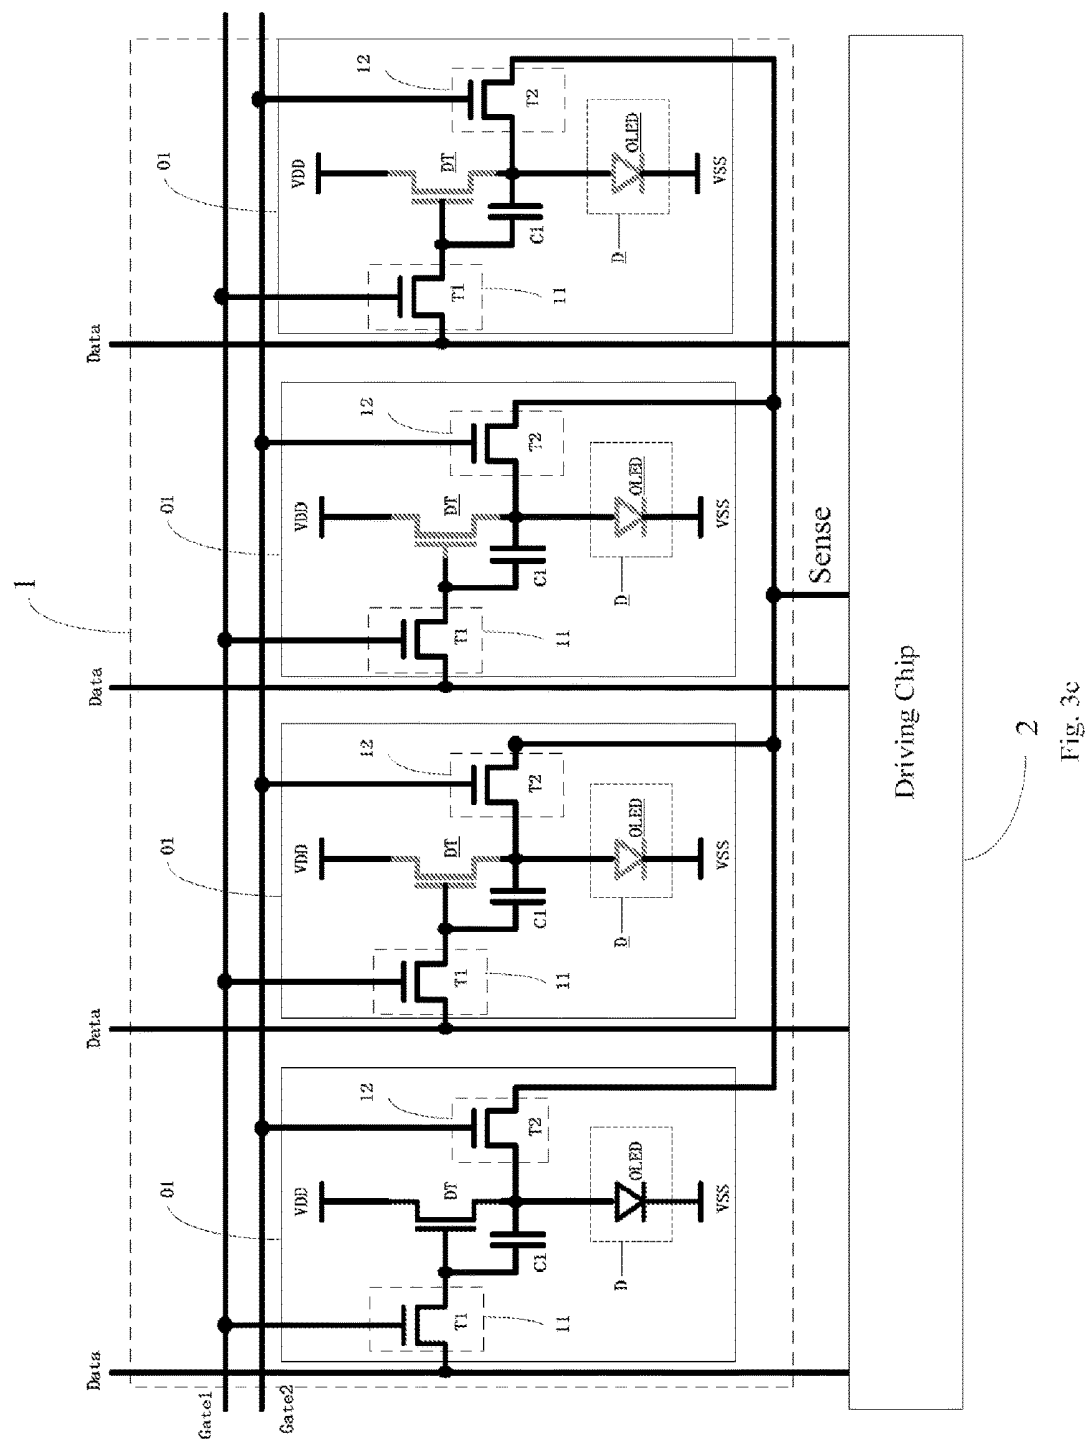 1
Data
Data
Data
Data
Gate1
Gate2
01
VDD
12
T1
11
DT
C1
T2
D
OLED
VSS
01
VDD
12
T1
11
DT
C1
T2
D
OLED
VSS
01
VDD
12
T1
11
DT
C1
T2
D
OLED
VSS
01
VDD
12
T1
11
DT
C1
T2
D
OLED
VSS
Sense
Driving Chip
2
Fig. 3c